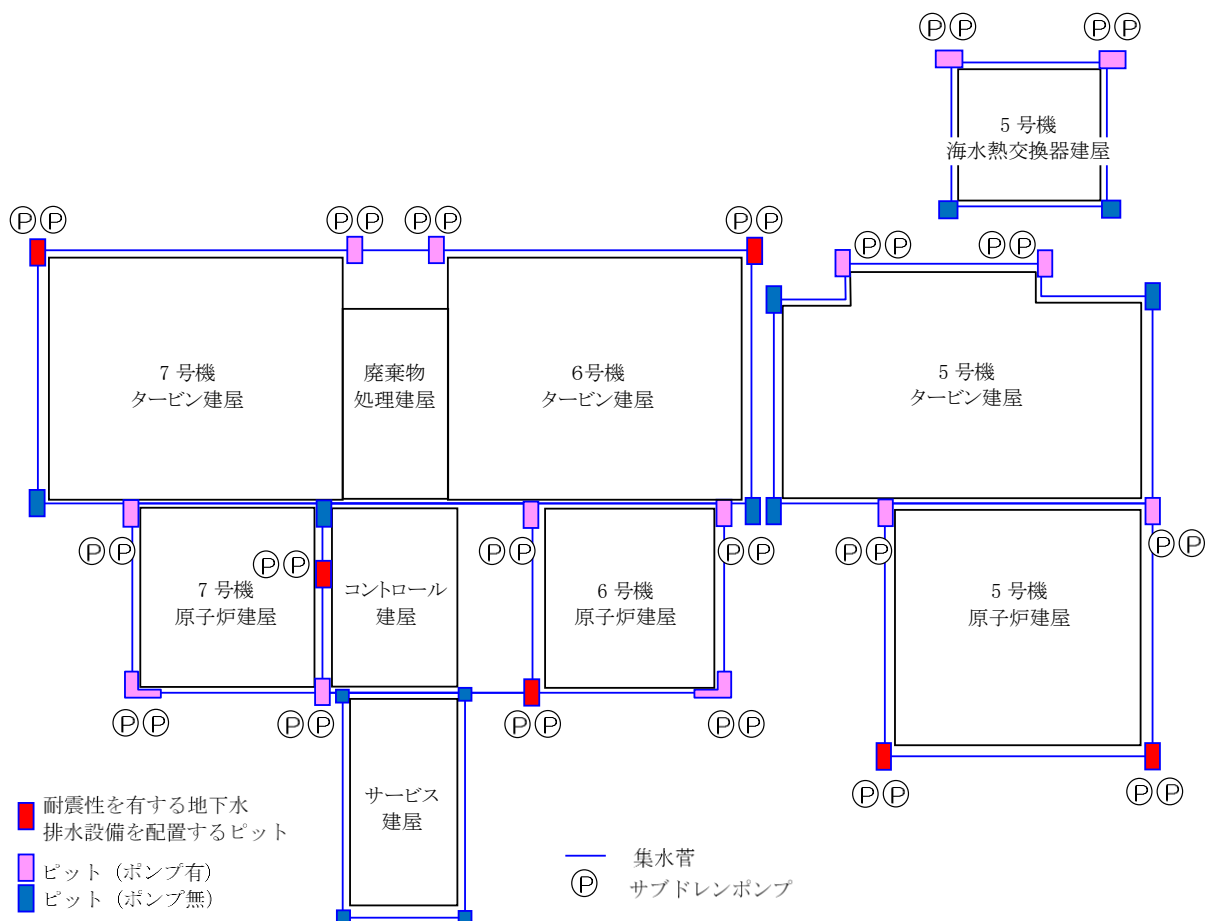 ⓅⓅ ⓅⓅ
5 号機
海水熱交換器建屋
ⓅⓅ ⓅⓅ ⓅⓅ ⓅⓅ
ⓅⓅ ⓅⓅ
7 号機
タービン建屋
廃棄物
処理建屋
6号機
タービン建屋
5 号機
タービン建屋
ⓅⓅ ⓅⓅ ⓅⓅ ⓅⓅ ⓅⓅ ⓅⓅ
7 号機
原子炉建屋
コントロール
建屋
6 号機
原子炉建屋
5 号機
原子炉建屋
ⓅⓅ ⓅⓅ ⓅⓅ ⓅⓅ
ⓅⓅ ⓅⓅ
サービス
建屋
耐震性を有する地下水
排水設備を配置するピット
ピット（ポンプ有）
ピット（ポンプ無）
集水菅
Ⓟ サブドレンポンプ